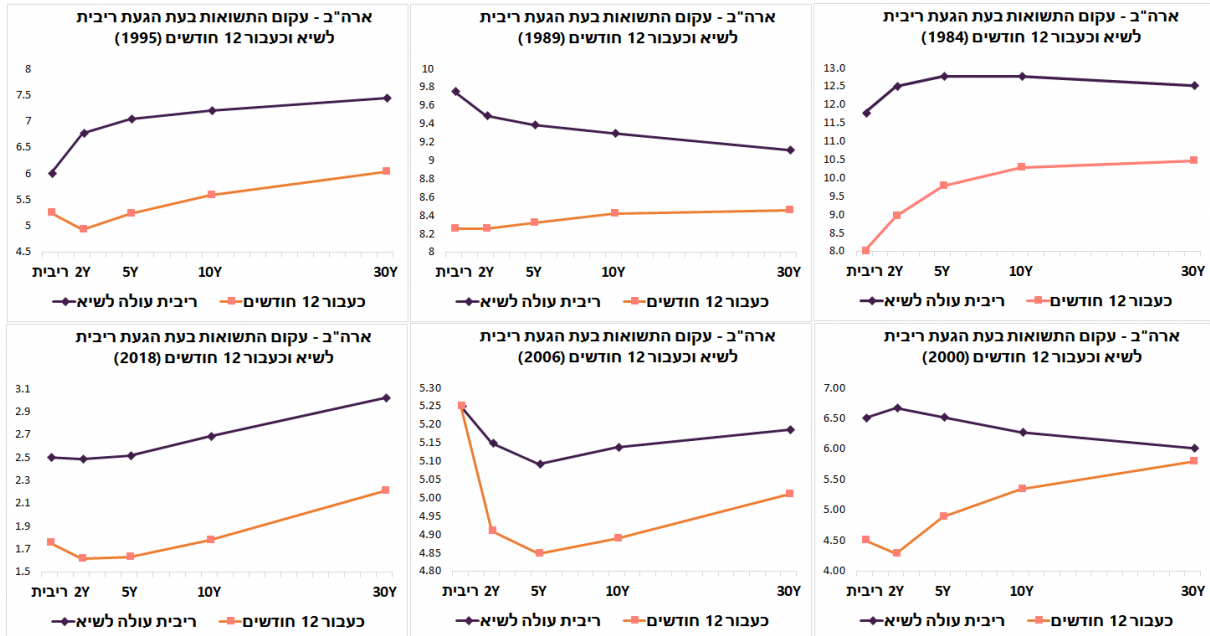 ארה"ב - עקום התשואות בעת הגעת ריבית
לשיא וכעבור 12 חודשים (1984)
13.0
12.5
12.0
11.5
11.0
10.5
10.0
9.5
9.0
8.5
8.0
ריבית 2Y 5Y 10Y 30Y
כעבור 12 חודשים ריבית עולה לשיא
ארה"ב - עקום התשואות בעת הגעת ריבית
לשיא וכעבור 12 חודשים (1989)
10
9.8
9.6
9.4
9.2
9
8.8
8.6
8.4
8.2
8
ריבית 2Y 5Y 10Y 30Y
כעבור 12 חודשים ריבית עולה לשיא
ארה"ב - עקום התשואות בעת הגעת ריבית
לשיא וכעבור 12 חודשים (1995)
8
7.5
7
6.5
6
5.5
5
4.5
ריבית 2Y 5Y 10Y 30Y
כעבור 12 חודשים ריבית עולה לשיא
ארה"ב - עקום התשואות בעת הגעת ריבית
לשיא וכעבור 12 חודשים (2000)
7.00
6.50
6.00
5.50
5.00
4.50
4.00
ריבית 2Y 5Y 10Y 30Y
כעבור 12 חודשים ריבית עולה לשיא
ארה"ב - עקום התשואות בעת הגעת ריבית
לשיא וכעבור 12 חודשים (2006)
5.30
5.25
5.20
5.15
5.10
5.05
5.00
4.95
4.90
4.85
4.80
ריבית 2Y 5Y 10Y 30Y
כעבור 12 חודשים ריבית עולה לשיא
ארה"ב - עקום התשואות בעת הגעת ריבית
לשיא וכעבור 12 חודשים (2018)
3.1
2.9
2.7
2.5
2.3
2.1
1.9
1.7
1.5
ריבית 2Y 5Y 10Y 30Y
כעבור 12 חודשים ריבית עולה לשיא